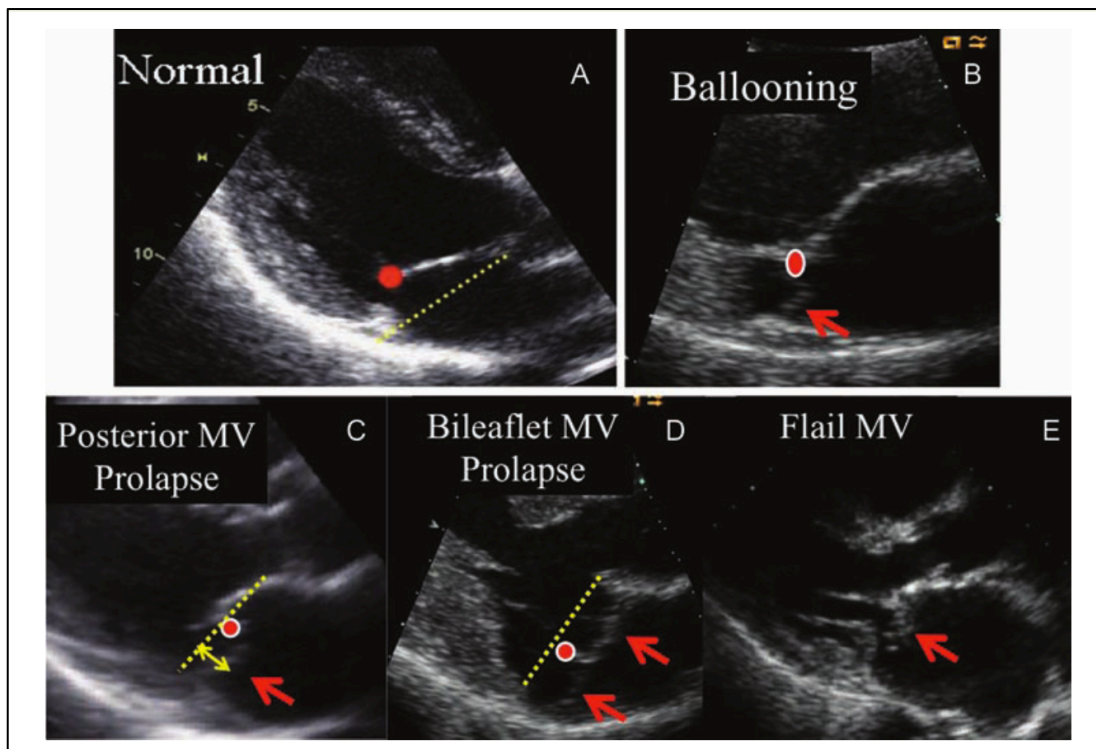 Normal
A
5
10
Ballooning
B
Posterior MV
Prolapse
C
Bileaflet MV
Prolapse
D
Flail MV
E